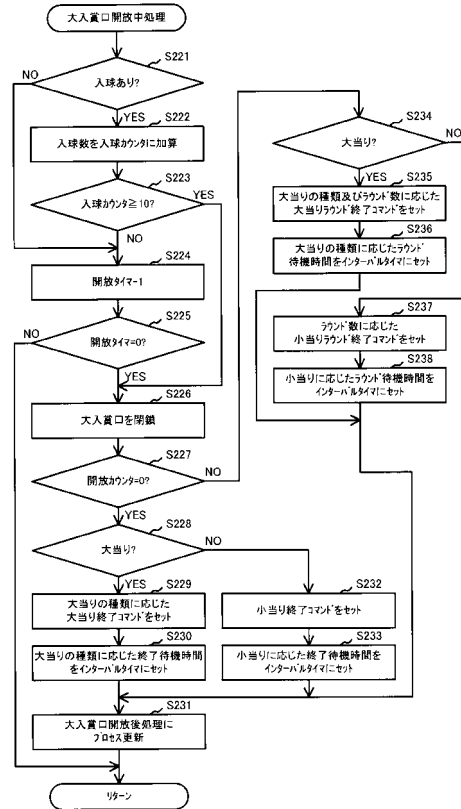 大入賞口開放中処理
S221
入球あり?
NO
YES
S222
入球数を入球カウンタに加算
S223
入球カウンタ≧10?
YES
NO
S224
開放タイマ-1
S225
開放タイマ=0?
NO
YES
S226
大入賞口を閉鎖
S227
開放カウンタ=0?
NO
YES
S228
大当り?
NO
YES
S229
大当りの種類に応じた
大当り終了コマンドをセット
S230
大当りの種類に応じた終了待機時間
をインターバルタイマにセット
S232
小当り終了コマンドをセット
S233
小当りに応じた終了待機時間を
インターバルタイマにセット
S231
大入賞口開放後処理に
プロセス更新
リターン
S234
大当り?
NO
YES
S235
大当りの種類及びラウンド数に応じた
大当りラウンド終了コマンドをセット
S236
大当りの種類に応じたラウンド
待機時間をインターバルタイマにセット
S237
ラウンド数に応じた
小当りラウンド終了コマンドをセット
S238
小当りに応じたラウンド待機時間を
インターバルタイマにセット